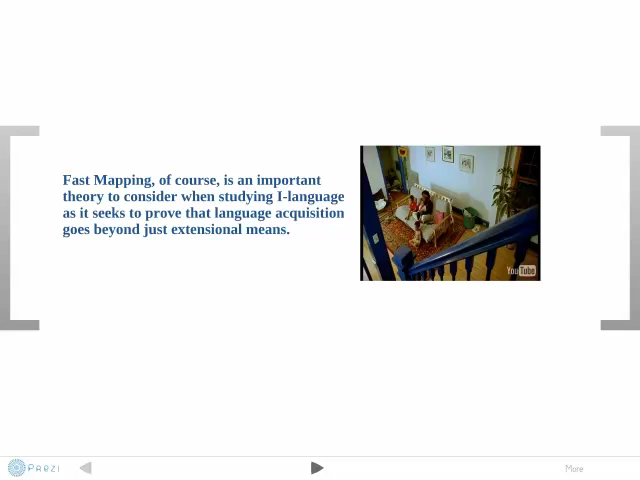 Fast Mapping, of course, is an important
theory to consider when studying I-language
as it seeks to prove that language acquisition
goes beyond just extensional means.
YouTube
PREZI
More